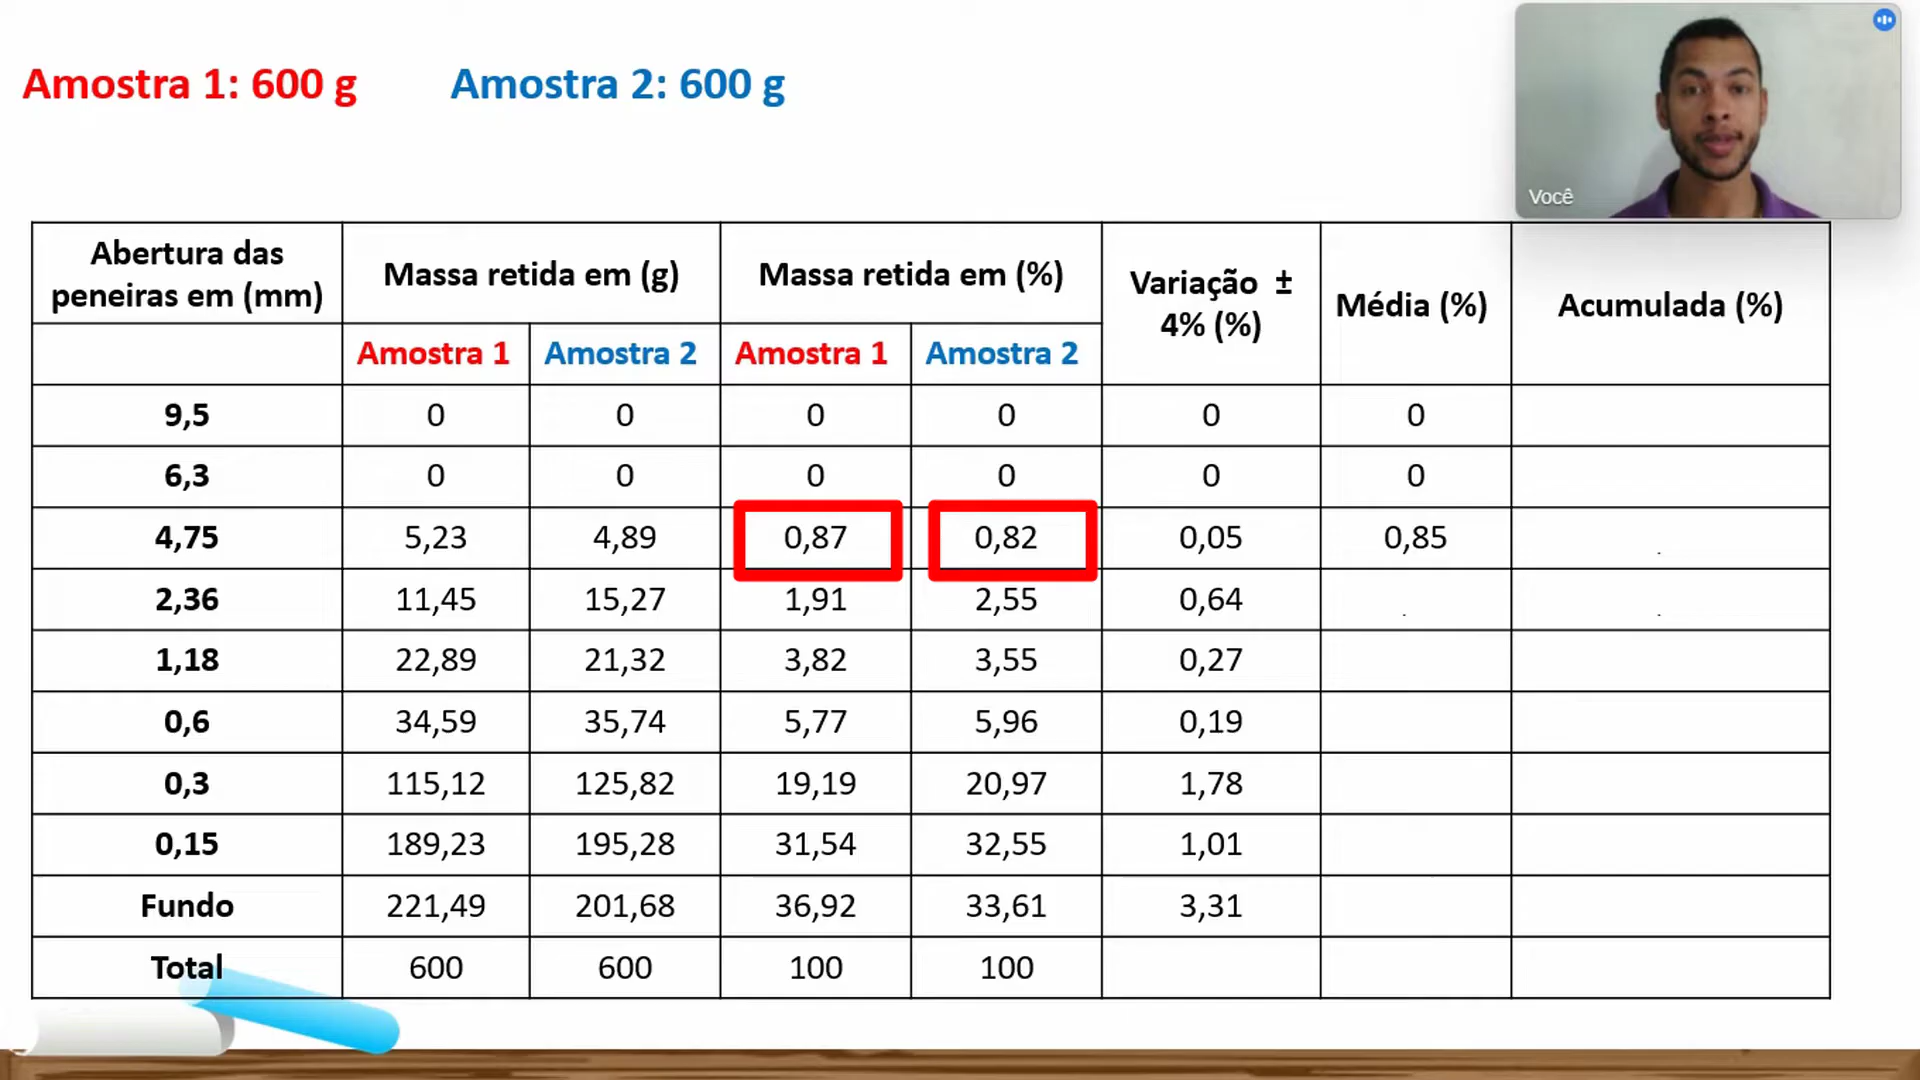 Amostra 1: 600 g Amostra 2: 600 g
Você
Abertura das peneiras em (mm) Massa retida em (g) Massa retida em (%) Variação ± 4% (%) Média (%) Acumulada (%)
Amostra 1 Amostra 2 Amostra 1 Amostra 2
9,5 0 0 0 0 0 0
6,3 0 0 0 0 0 0
4,75 5,23 4,89 0,87 0,82 0,05 0,85
2,36 11,45 15,27 1,91 2,55 0,64
1,18 22,89 21,32 3,82 3,55 0,27
0,6 34,59 35,74 5,77 5,96 0,19
0,3 115,12 125,82 19,19 20,97 1,78
0,15 189,23 195,28 31,54 32,55 1,01
Fundo 221,49 201,68 36,92 33,61 3,31
Total 600 600 100 100